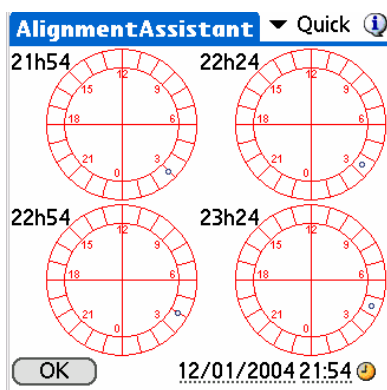 AlignmentAssistant Quick
21h54 22h24
12 12
15 9 15 9
18 6 18 6
21 3 21 3
0 0
22h54 23h24
12 12
15 9 15 9
18 6 18 6
21 3 21 3
0 0
OK 12/01/2004 21:54